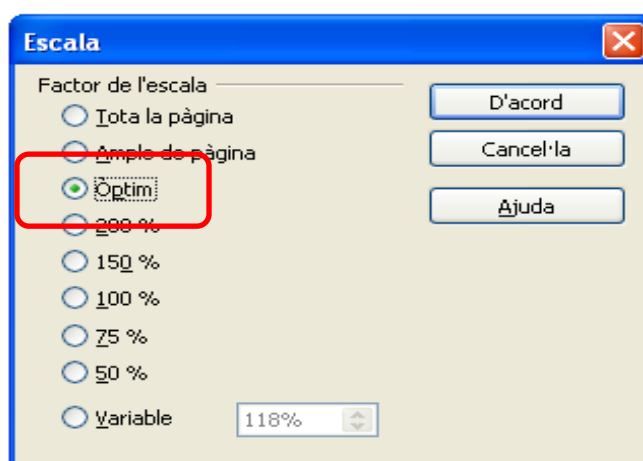 Escala
Factor de l'escala
Tota la pàgina
Ample de pàgina
Òptim
200 %
150 %
100 %
75 %
50 %
Variable
118%
D'acord
Cancel·la
Ajuda